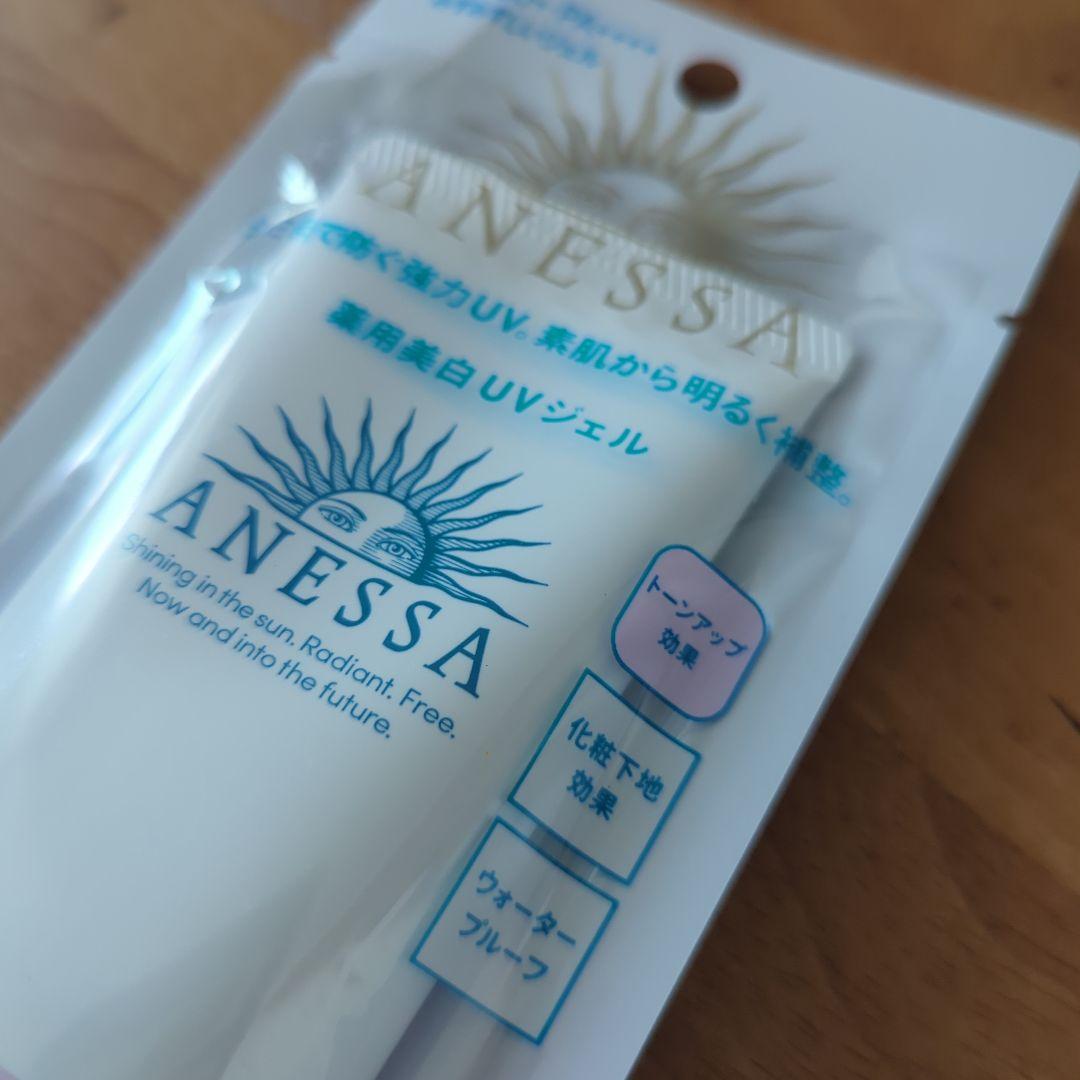 ANESSA
で防ぐ強力UV。素肌から明るく補整。
薬用美白UVジェル
ANESSA
Shining in the sun. Radiant. Free.
Now and into the future.
トーンアップ
効果
化粧下地
効果
ウォーター
プルーフ